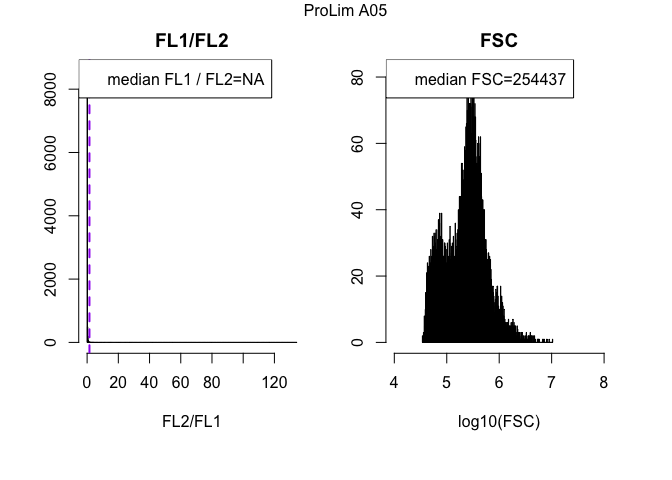 ProLim A05
FL1/FL2
FSC
median FL1 / FL2=NA
median FSC=254437
8000
6000
4000
2000
0
80
60
40
20
0
0 20 40 60 80 120
4 5 6 7 8
FL2/FL1
log10(FSC)